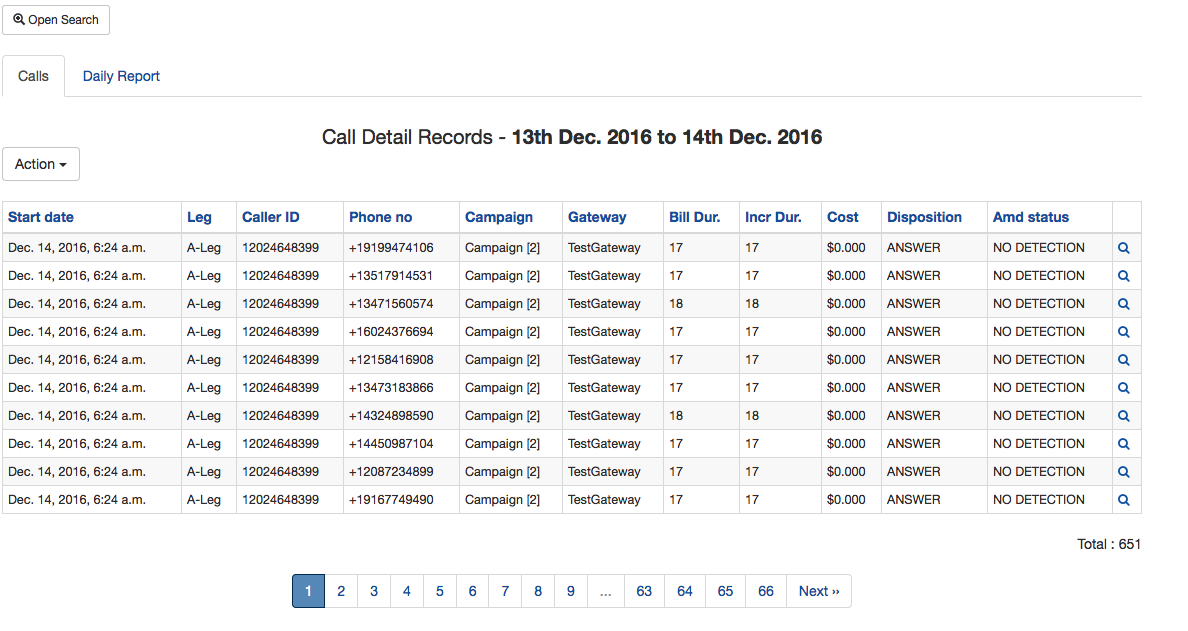 Open Search
Calls Daily Report
Call Detail Records - 13th Dec. 2016 to 14th Dec. 2016
Action
Start date Leg Caller ID Phone no Campaign Gateway Bill Dur. Incr Dur. Cost Disposition Amd status
Dec. 14, 2016, 6:24 a.m. A-Leg 12024648399 +19199474106 Campaign [2] TestGateway 17 17 $0.000 ANSWER NO DETECTION
Dec. 14, 2016, 6:24 a.m. A-Leg 12024648399 +13517914531 Campaign [2] TestGateway 17 17 $0.000 ANSWER NO DETECTION
Dec. 14, 2016, 6:24 a.m. A-Leg 12024648399 +13471560574 Campaign [2] TestGateway 18 18 $0.000 ANSWER NO DETECTION
Dec. 14, 2016, 6:24 a.m. A-Leg 12024648399 +16024376694 Campaign [2] TestGateway 17 17 $0.000 ANSWER NO DETECTION
Dec. 14, 2016, 6:24 a.m. A-Leg 12024648399 +12158416908 Campaign [2] TestGateway 17 17 $0.000 ANSWER NO DETECTION
Dec. 14, 2016, 6:24 a.m. A-Leg 12024648399 +13473183866 Campaign [2] TestGateway 17 17 $0.000 ANSWER NO DETECTION
Dec. 14, 2016, 6:24 a.m. A-Leg 12024648399 +14324898590 Campaign [2] TestGateway 18 18 $0.000 ANSWER NO DETECTION
Dec. 14, 2016, 6:24 a.m. A-Leg 12024648399 +14450987104 Campaign [2] TestGateway 17 17 $0.000 ANSWER NO DETECTION
Dec. 14, 2016, 6:24 a.m. A-Leg 12024648399 +12087234899 Campaign [2] TestGateway 17 17 $0.000 ANSWER NO DETECTION
Dec. 14, 2016, 6:24 a.m. A-Leg 12024648399 +19167749490 Campaign [2] TestGateway 17 17 $0.000 ANSWER NO DETECTION
Total : 651
1 2 3 4 5 6 7 8 9 ... 63 64 65 66 Next ››